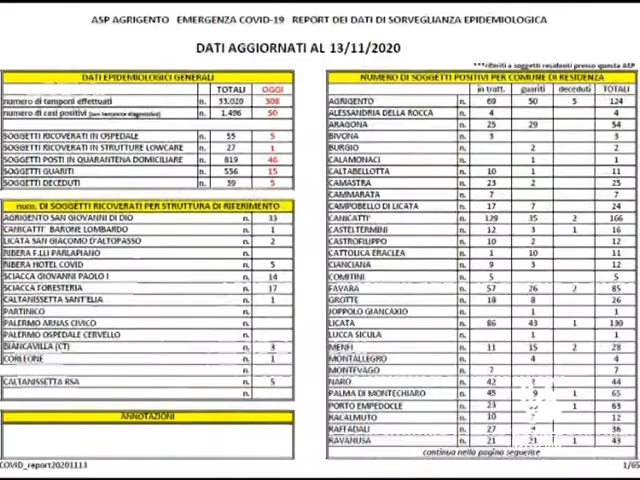 ASP AGRIGENTO EMERGENZA COVID-19 REPORT DEI DATI DI SORVEGLIANZA EPIDEMIOLOGICA
DATI AGGIORNATI AL 13/11/2020
***riferiti a soggetti residenti presso questa ASP
DATI EPIDEMIOLOGICI GENERALI
TOTALI OGGI
numero di tamponi effettuati n. 33.020 308
numero di casi positivi n. 1.496 50
SOGGETTI RICOVERATI IN OSPEDALE n. 55 5
SOGGETTI RICOVERATI IN STRUTTURE LOWCARE n. 27 1
SOGGETTI POSTI IN QUARANTENA DOMICILIARE n. 819 46
SOGGETTI GUARITI n. 556 15
SOGGETTI DECEDUTI n. 39 5
num. DI SOGGETTI RICOVERATI PER STRUTTURA DI RIFERIMENTO
AGRIGENTO SAN GIOVANNI DI DIO n. 33
CANICATTI' BARONE LOMBARDO n. 1
LICATA SAN GIACOMO D'ALTOPASSO n. 2
RIBERA F.LLI PARLAPIANO n.
RIBERA HOTEL COVID n. 5
SCIACCA GIOVANNI PAOLO I n. 14
SCIACCA FORESTERIA n. 17
CALTANISSETTA SANT'ELIA n. 1
PARTINICO n.
PALERMO ARNAS CIVICO n.
PALERMO OSPEDALE CERVELLO n.
BIANCAVILLA (CT) n. 3
CORLEONE n. 1
n.
CALTANISSETTA RSA n. 5
n.
ANNOTAZIONI
NUMERO DI SOGGETTI POSITIVI PER COMUNE DI RESIDENZA
in tratt. guariti deceduti TOTALI
AGRIGENTO n. 69 50 5 124
ALESSANDRIA DELLA ROCCA n. 4 4
ARAGONA n. 25 29 54
BIVONA n. 3 3
BURGIO n. 2 2
CALAMONACI n. 1 1
CALTABELLOTTA n. 10 1 11
CAMASTRA n. 23 2 25
CAMMARATA n. 7 7
CAMPOBELLO DI LICATA n. 17 7 24
CANICATTI' n. 129 35 2 166
CASTELTERMINI n. 12 3 1 16
CASTROFILIPPO n. 10 2 12
CATTOLICA ERACLEA n. 1 10 11
CIANCIANA n. 9 3 12
COMITINI n. 5 5
FAVARA n. 57 26 2 85
GROTTE n. 18 8 26
JOPPOLO GIANCAXIO n. 1 1
LICATA n. 86 43 1 130
LUCCA SICULA n. 1 1
MENFI n. 11 15 2 28
MONTALLEGRO n. 4 4
MONTEVAGO n. 7 7
NARO n. 42 44
PALMA DI MONTECHIARO n. 45 9 1 65
PORTO EMPEDOCLE n. 23 1 63
RACALMUTO n. 10 12
RAFFADALI n. 27 36
RAVANUSA n. 21 21 1 43
continua nella pagina seguente
COVID_report20201113
1/65